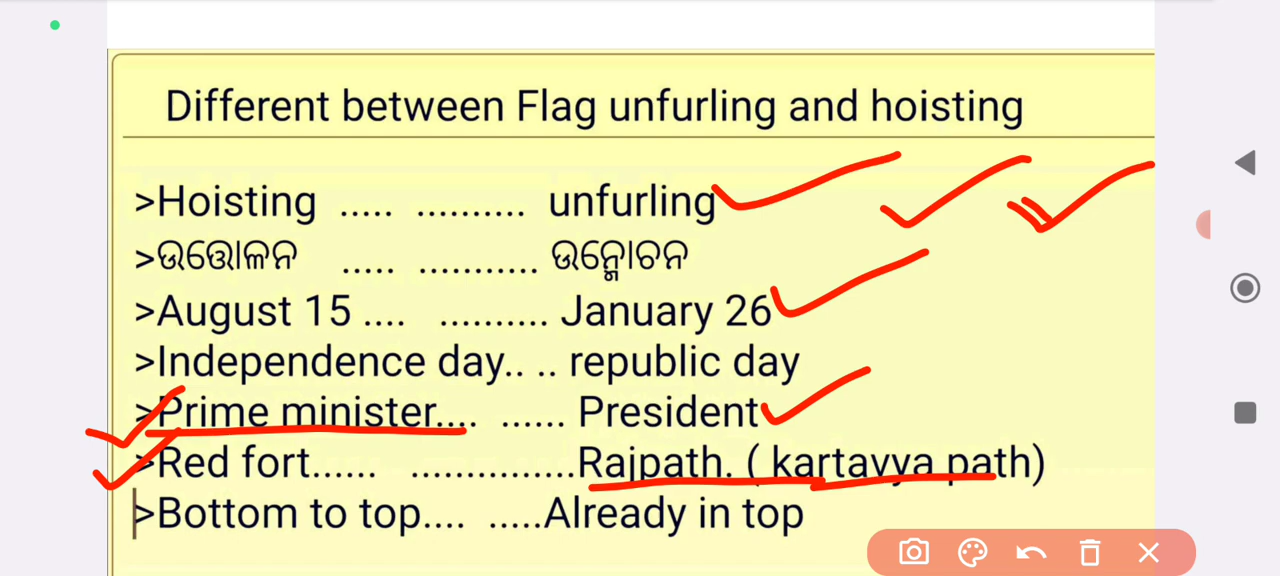 Different between Flag unfurling and hoisting
>Hoisting ..... .......... unfurling
>ଉତ୍ତୋଳନ ..... ........... ଉନ୍ମୋଚନ
>August 15 .... .......... January 26
>Independence day.. .. republic day
>Prime minister.... ...... President
>Red fort...... ...............Rajpath. ( kartavya path)
>Bottom to top.... .....Already in top